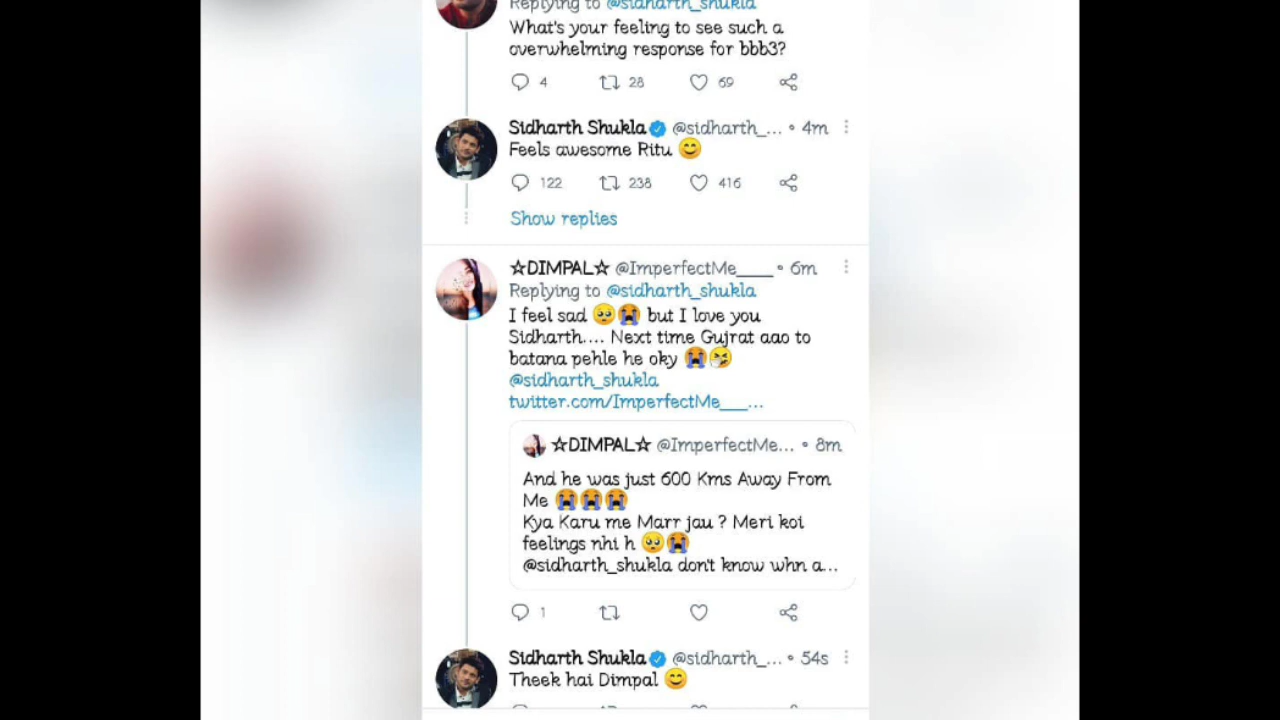 Replying to @sidharth_shukla
What's your feeling to see such a
overwhelming response for bbb3?
4 28 69
Sidharth Shukla @sidharth_... • 4m
Feels awesome Ritu 😊
122 238 416
Show replies
☆DIMPAL☆ @ImperfectMe____ • 6m
Replying to @sidharth_shukla
I feel sad 🥺😭 but I love you
Sidharth.... Next time Gujrat aao to
batana pehle he oky 😭🤧
@sidharth_shukla
twitter.com/ImperfectMe___...
☆DIMPAL☆ @ImperfectMe... • 8m
And he was just 600 Kms Away From
Me 😭😭😭
Kya Karu me Marr jau ? Meri koi
feelings nhi h 🥺😭
@sidharth_shukla don't know whn a...
1
Sidharth Shukla @sidharth_... • 54s
Theek hai Dimpal 😊